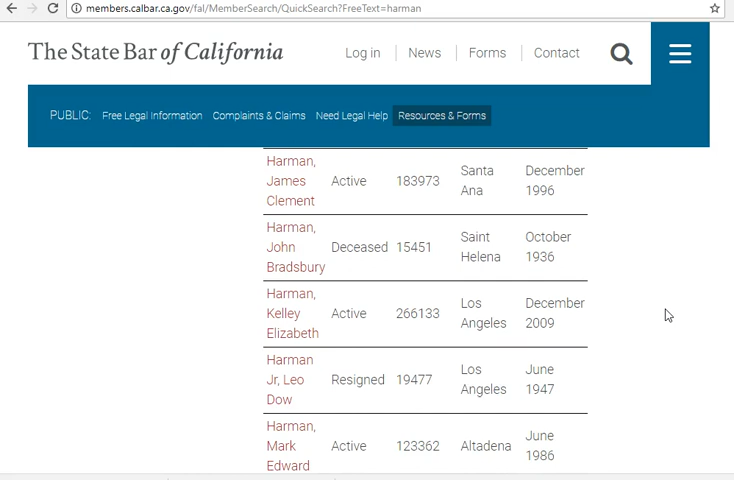 members.calbar.ca.gov/fal/MemberSearch/QuickSearch?FreeText=harman
The State Bar of California
Log in
News
Forms
Contact
PUBLIC: Free Legal Information Complaints & Claims Need Legal Help Resources & Forms
Harman,
James
Clement
Active
183973
Santa
Ana
December
1996
Harman,
John
Bradsbury
Deceased
15451
Saint
Helena
October
1936
Harman,
Kelley
Elizabeth
Active
266133
Los
Angeles
December
2009
Harman
Jr, Leo
Dow
Resigned
19477
Los
Angeles
June
1947
Harman,
Mark
Edward
Active
123362
Altadena
June
1986